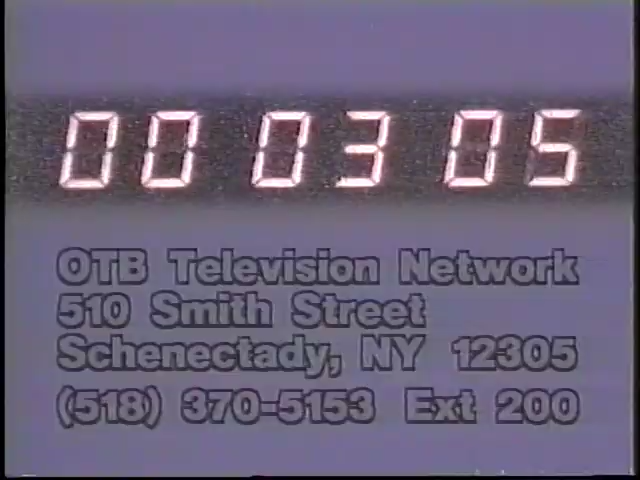 00 03 05
OTB Television Network
510 Smith Street
Schenectady, NY 12305
(518) 370-5153 Ext 200